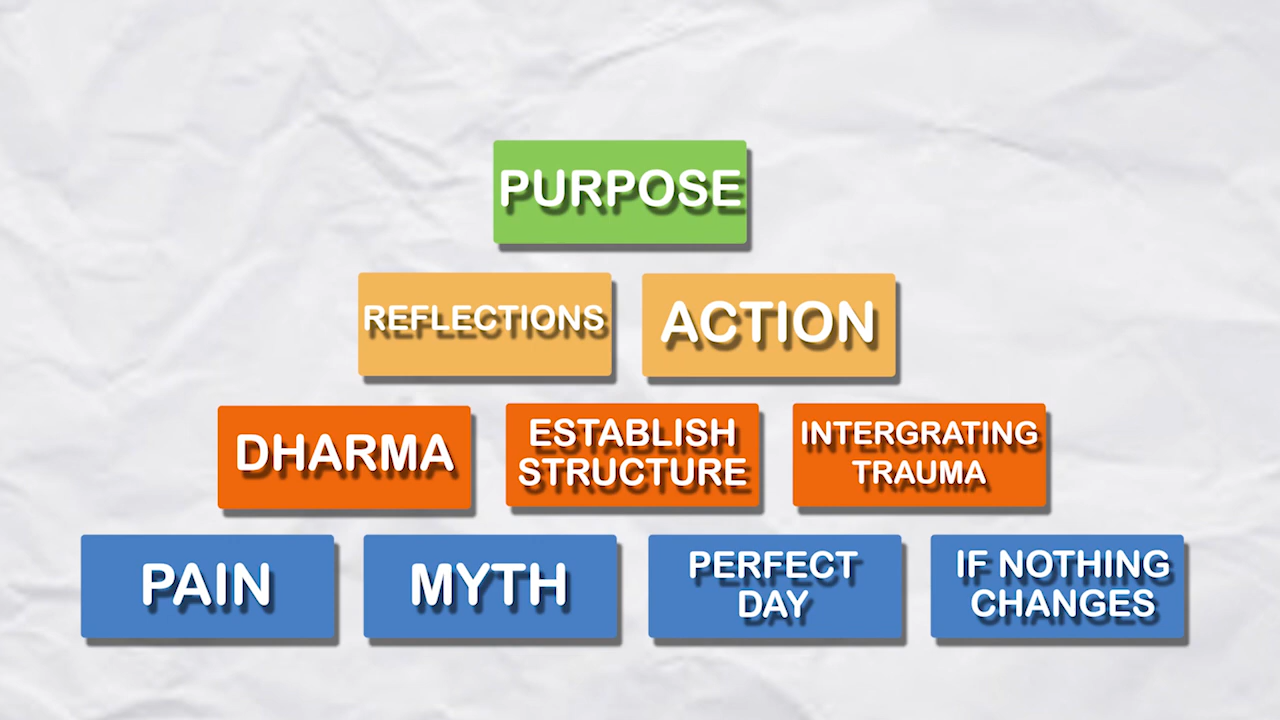 PURPOSE
REFLECTIONS
ACTION
DHARMA
ESTABLISH
STRUCTURE
INTERGRATING
TRAUMA
PAIN
MYTH
PERFECT
DAY
IF NOTHING
CHANGES